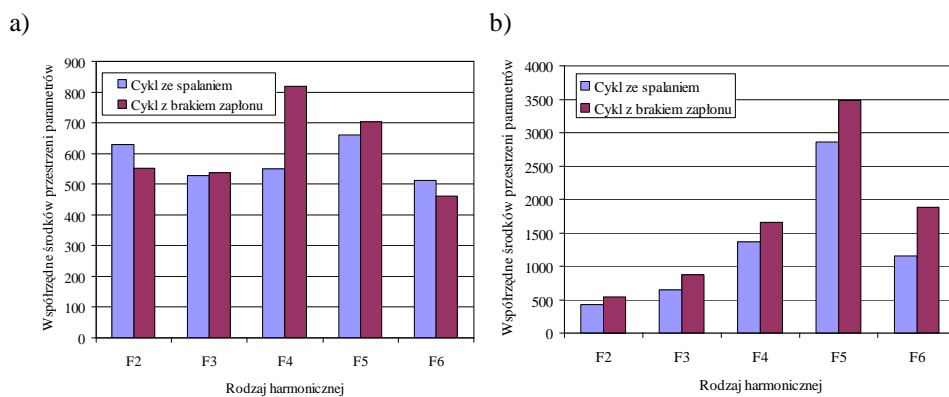 a)
Współrzędne środków przestrzeni parametrów
900
800
700
600
500
400
300
200
100
0
Cykl ze spalaniem
Cykl z brakiem zapłonu
F2 F3 F4 F5 F6
Rodzaj harmonicznej
b)
Współrzędne środków przestrzeni parametrów
4000
3500
3000
2500
2000
1500
1000
500
0
Cykl ze spalaniem
Cykl z brakiem zapłonu
F2 F3 F4 F5 F6
Rodzaj harmonicznej